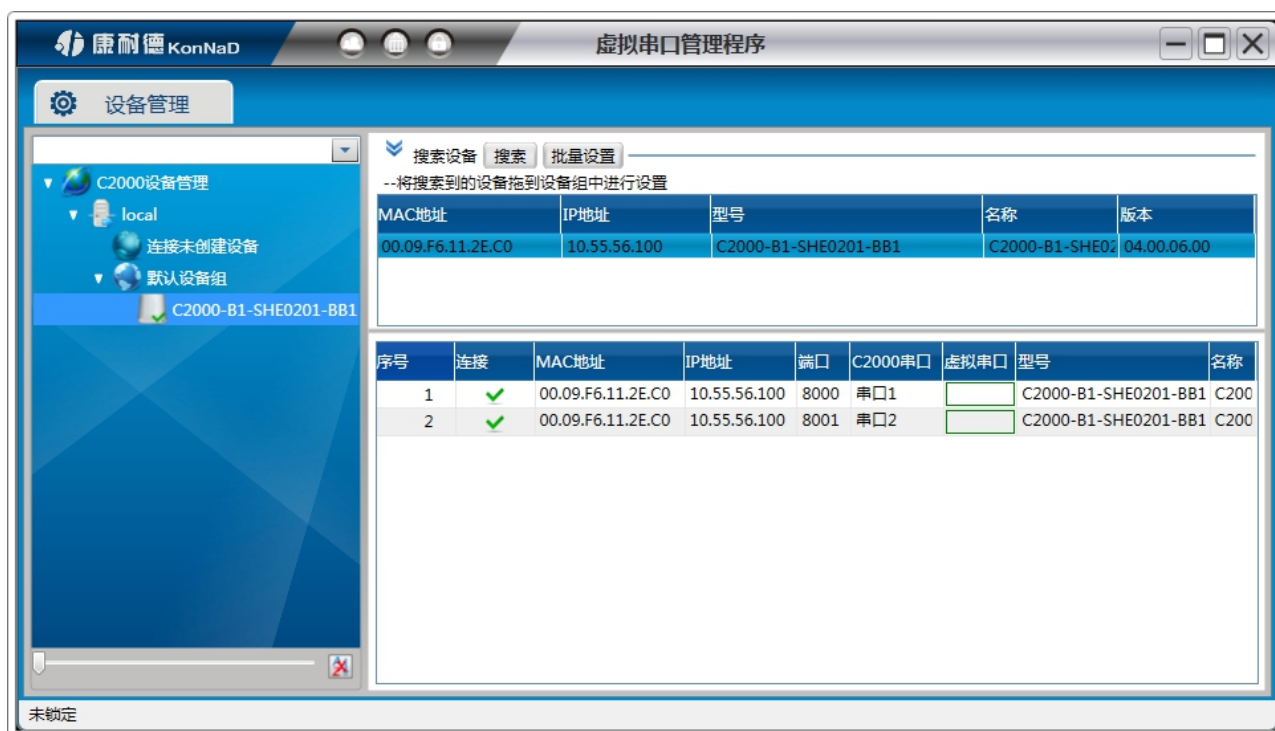 康耐德 KonNaD 虚拟串口管理程序
设备管理
搜索设备 搜索 批量设置
--将搜索到的设备拖到设备组中进行设置
C2000设备管理
local
连接未创建设备
默认设备组
C2000-B1-SHE0201-BB1
MAC地址 IP地址 型号 名称 版本
00.09.F6.11.2E.C0 10.55.56.100 C2000-B1-SHE0201-BB1 C2000-B1-SHE02 04.00.06.00
序号 连接 MAC地址 IP地址 端口 C2000串口 虚拟串口 型号 名称
1 00.09.F6.11.2E.C0 10.55.56.100 8000 串口1 C2000-B1-SHE0201-BB1 C200
2 00.09.F6.11.2E.C0 10.55.56.100 8001 串口2 C2000-B1-SHE0201-BB1 C200
未锁定